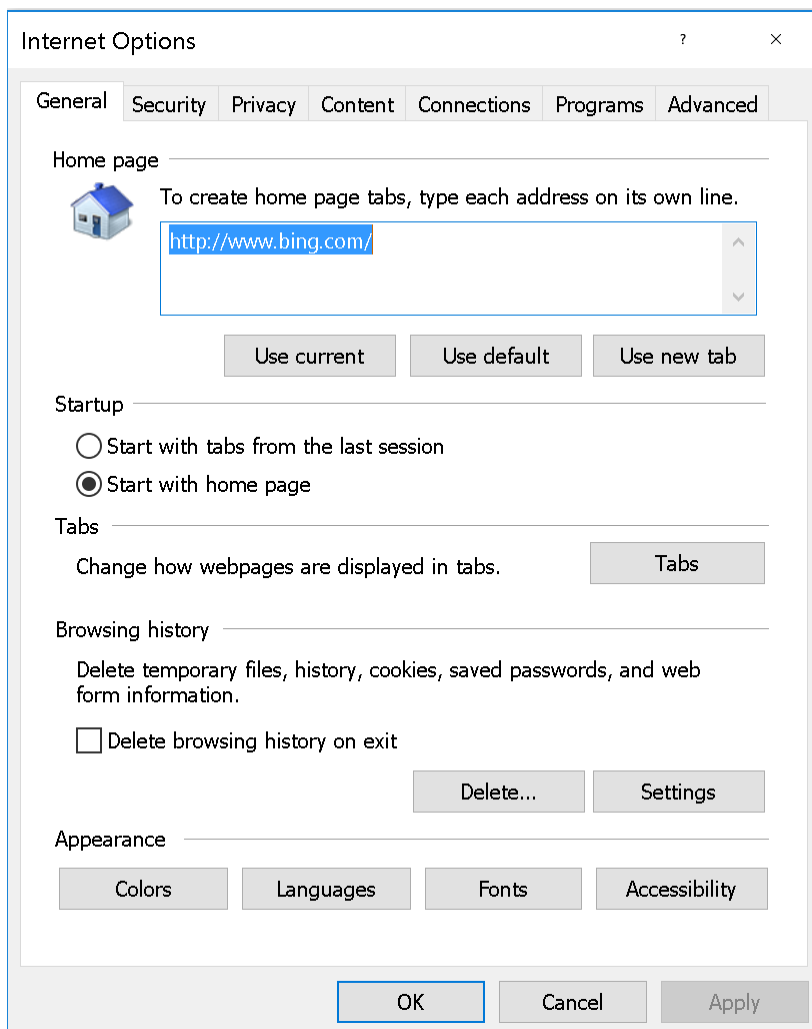 Internet Options ? ×
General Security Privacy Content Connections Programs Advanced
Home page
To create home page tabs, type each address on its own line.
http://www.bing.com/
Use current Use default Use new tab
Startup
Start with tabs from the last session
Start with home page
Tabs
Change how webpages are displayed in tabs. Tabs
Browsing history
Delete temporary files, history, cookies, saved passwords, and web
form information.
Delete browsing history on exit
Delete... Settings
Appearance
Colors Languages Fonts Accessibility
OK Cancel Apply